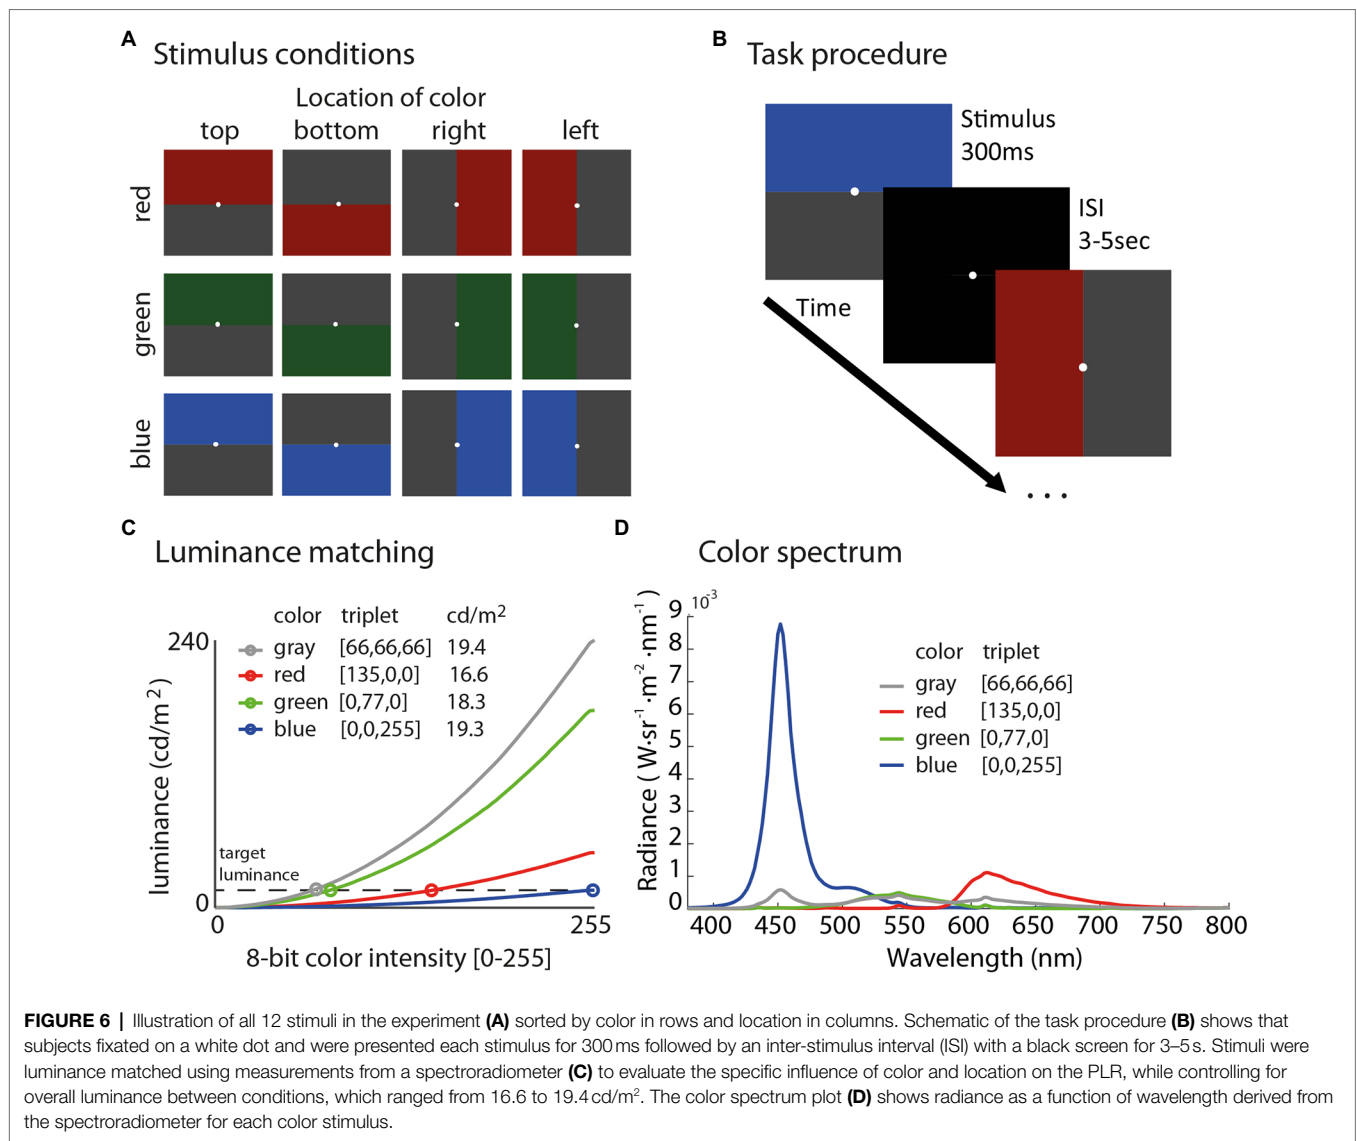 A Stimulus conditions
Location of color
top bottom right left
red
green
blue
B Task procedure
Stimulus
300ms
ISI
3-5sec
Time
. . .
C Luminance matching
color triplet cd/m²
gray [66,66,66] 19.4
red [135,0,0] 16.6
green [0,77,0] 18.3
blue [0,0,255] 19.3
luminance (cd/m²)
240
target
luminance
0
0 255
8-bit color intensity [0-255]
D Color spectrum
Radiance ( W·sr⁻¹·m⁻²·nm⁻¹ )
10⁻³
9
8
7
6
5
4
3
2
1
0
color triplet
gray [66,66,66]
red [135,0,0]
green [0,77,0]
blue [0,0,255]
400 450 500 550 600 650 700 750 800
Wavelength (nm)
FIGURE 6 | Illustration of all 12 stimuli in the experiment (A) sorted by color in rows and location in columns. Schematic of the task procedure (B) shows that
subjects fixated on a white dot and were presented each stimulus for 300 ms followed by an inter-stimulus interval (ISI) with a black screen for 3–5 s. Stimuli were
luminance matched using measurements from a spectroradiometer (C) to evaluate the specific influence of color and location on the PLR, while controlling for
overall luminance between conditions, which ranged from 16.6 to 19.4 cd/m². The color spectrum plot (D) shows radiance as a function of wavelength derived from
the spectroradiometer for each color stimulus.